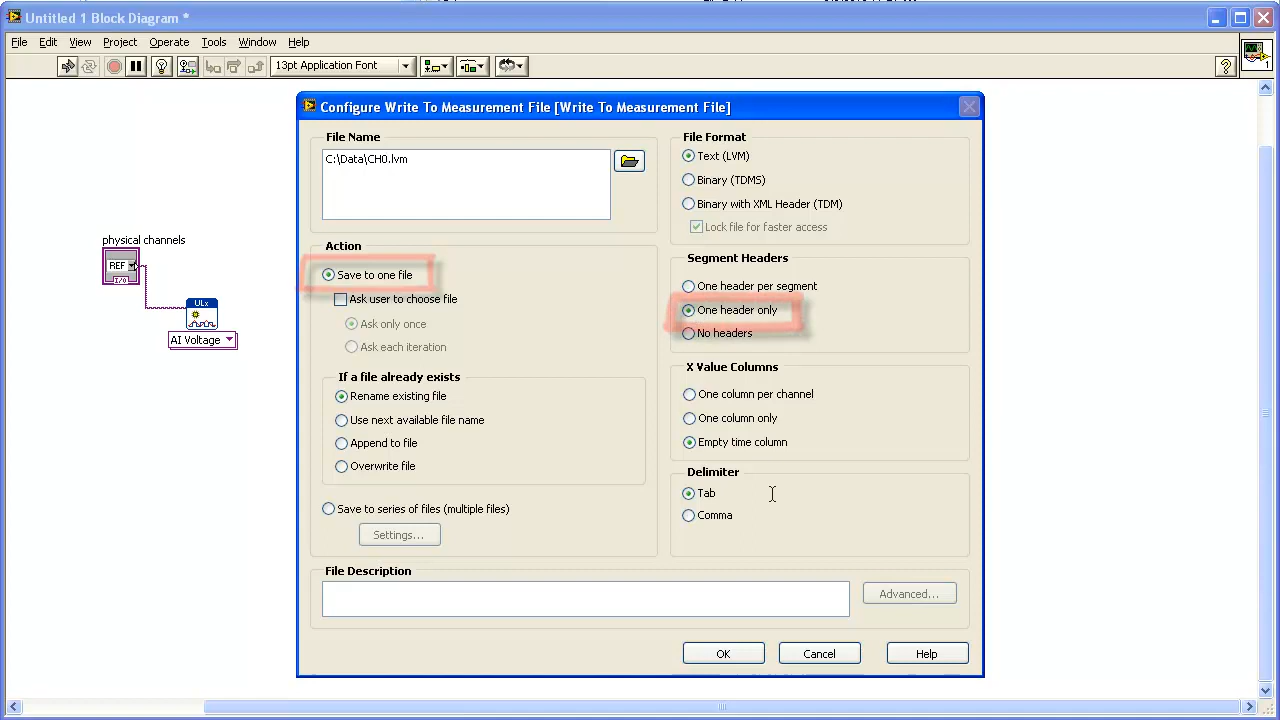 Untitled 1 Block Diagram *
File Edit View Project Operate Tools Window Help
13pt Application Font
?
1
physical channels
REF
I/O
ULx
AI Voltage
Configure Write To Measurement File [Write To Measurement File]
File Name
C:\Data\CH0.lvm
Action
Save to one file
Ask user to choose file
Ask only once
Ask each iteration
If a file already exists
Rename existing file
Use next available file name
Append to file
Overwrite file
Save to series of files (multiple files)
Settings...
File Format
Text (LVM)
Binary (TDMS)
Binary with XML Header (TDM)
Lock file for faster access
Segment Headers
One header per segment
One header only
No headers
X Value Columns
One column per channel
One column only
Empty time column
Delimiter
Tab
Comma
File Description
Advanced...
OK Cancel Help